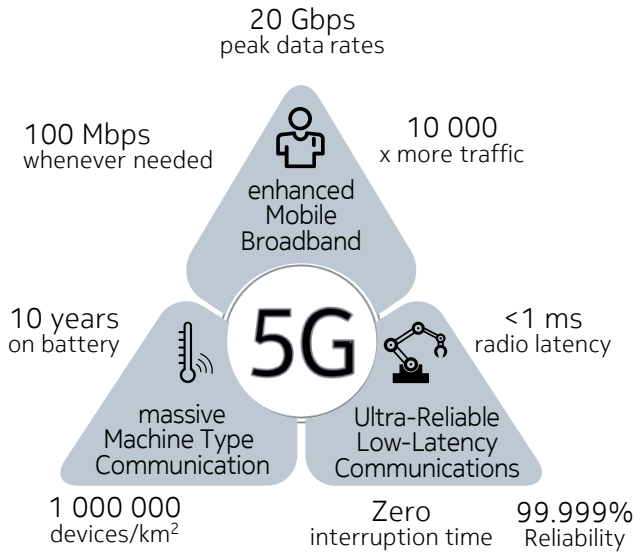 20 Gbps
peak data rates
100 Mbps
whenever needed
10 000
x more traffic
enhanced
Mobile
Broadband
5G
10 years
on battery
<1 ms
radio latency
massive
Machine Type
Communication
Ultra-Reliable
Low-Latency
Communications
1 000 000
devices/km²
Zero
interruption time
99.999%
Reliability